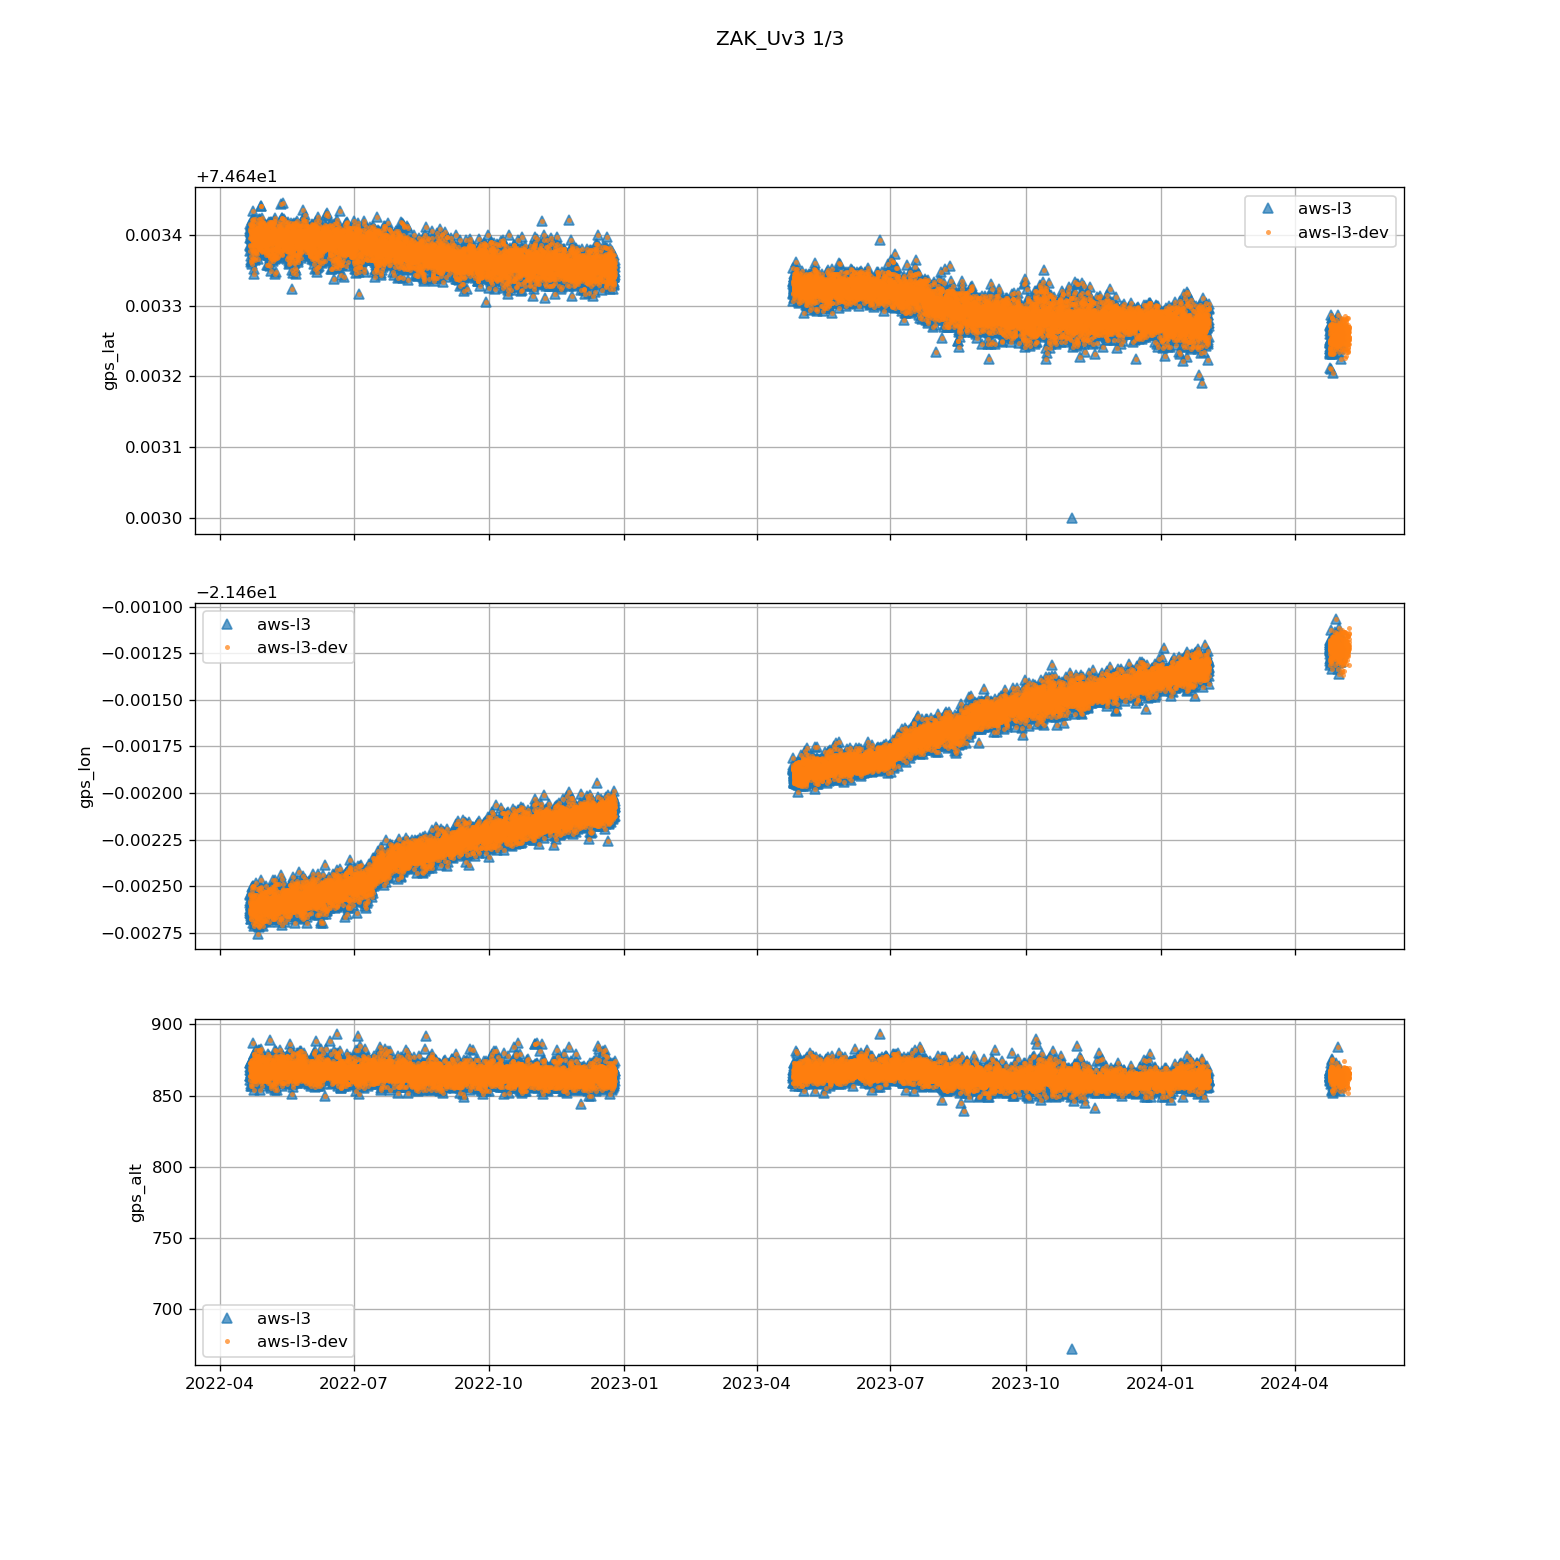 ZAK_Uv3 1/3
+7.464e1
0.0034
0.0033
0.0032
0.0031
0.0030
gps_lat
aws-l3
aws-l3-dev
−2.146e1
−0.00100
−0.00125
−0.00150
−0.00175
−0.00200
−0.00225
−0.00250
−0.00275
gps_lon
aws-l3
aws-l3-dev
900
850
800
750
700
gps_alt
aws-l3
aws-l3-dev
2022-04 2022-07 2022-10 2023-01 2023-04 2023-07 2023-10 2024-01 2024-04